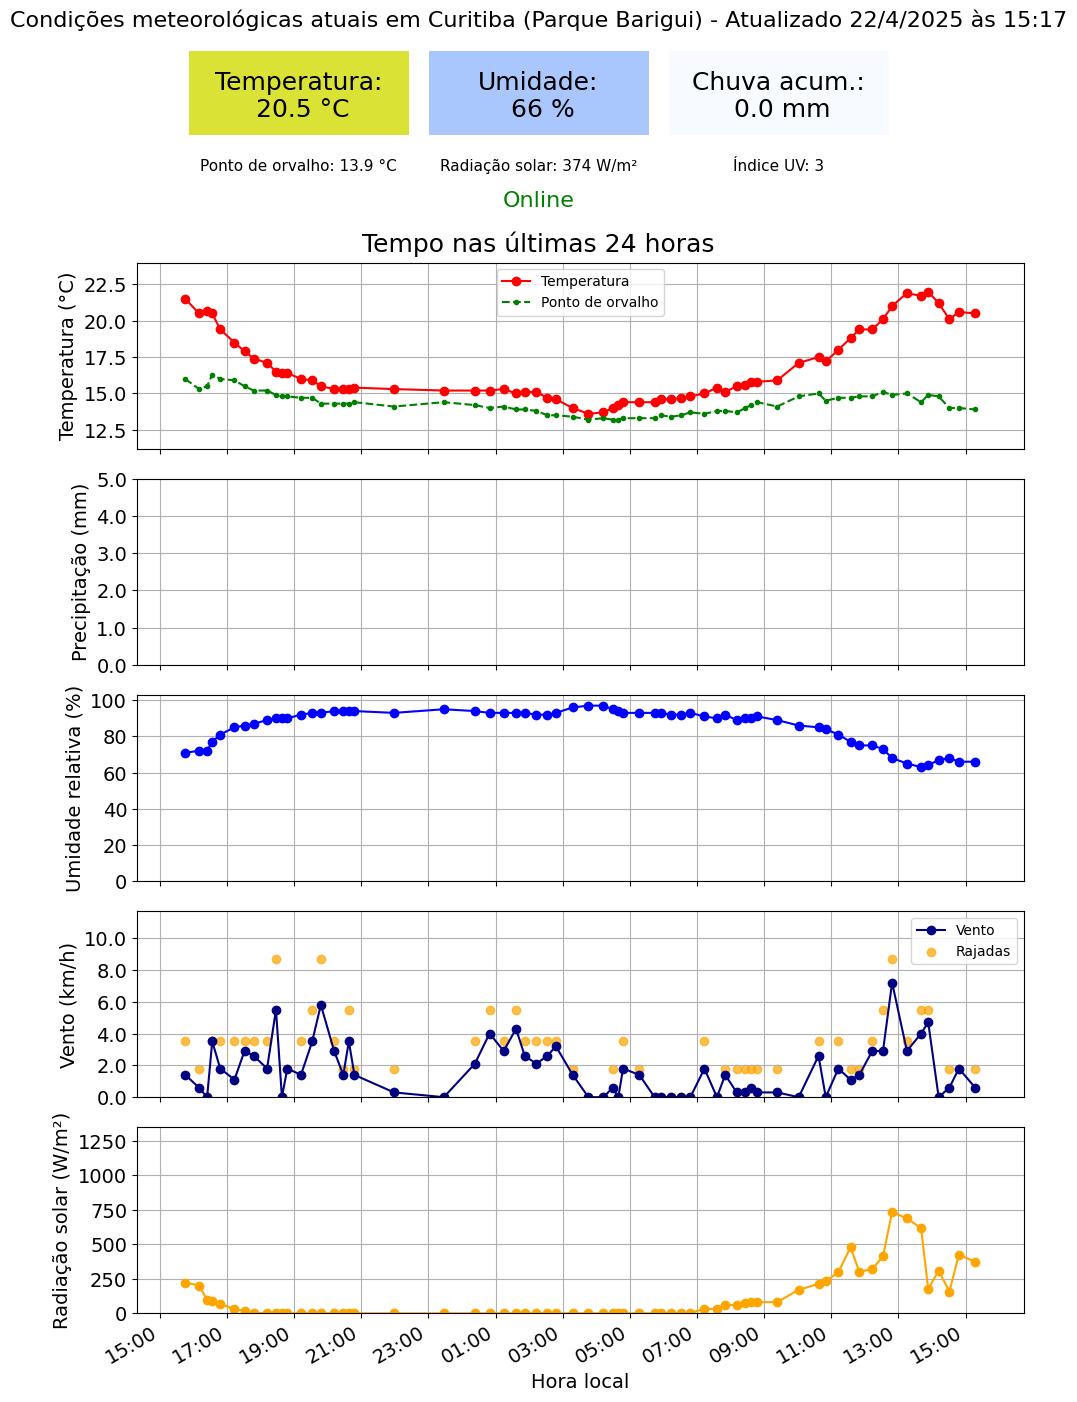 Condições meteorológicas atuais em Curitiba (Parque Barigui) - Atualizado 22/4/2025 às 15:17
Temperatura:
20.5 °C
Umidade:
66 %
Chuva acum.:
0.0 mm
Ponto de orvalho: 13.9 °C
Radiação solar: 374 W/m²
Índice UV: 3
Online
Tempo nas últimas 24 horas
Temperatura (°C)
22.5
20.0
17.5
15.0
12.5
Temperatura
Ponto de orvalho
Precipitação (mm)
5.0
4.0
3.0
2.0
1.0
0.0
Umidade relativa (%)
100
80
60
40
20
0
Vento (km/h)
10.0
8.0
6.0
4.0
2.0
0.0
Vento
Rajadas
Radiação solar (W/m²)
1250
1000
750
500
250
0
15:00
17:00
19:00
21:00
23:00
01:00
03:00
05:00
07:00
09:00
11:00
13:00
15:00
Hora local